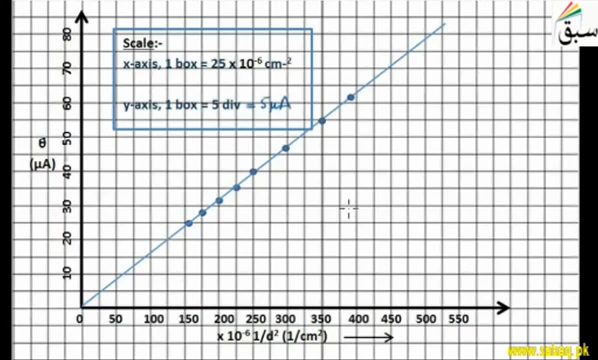 سبق
Scale:-
x-axis, 1 box = 25 x 10⁻⁶ cm-²
y-axis, 1 box = 5 div = 5μA
80
70
60
50
40
30
20
10
θ
(μA)
0 50 100 150 200 250 300 350 400 450 500 550
x 10⁻⁶ 1/d² (1/cm²)
www.sabaq.pk